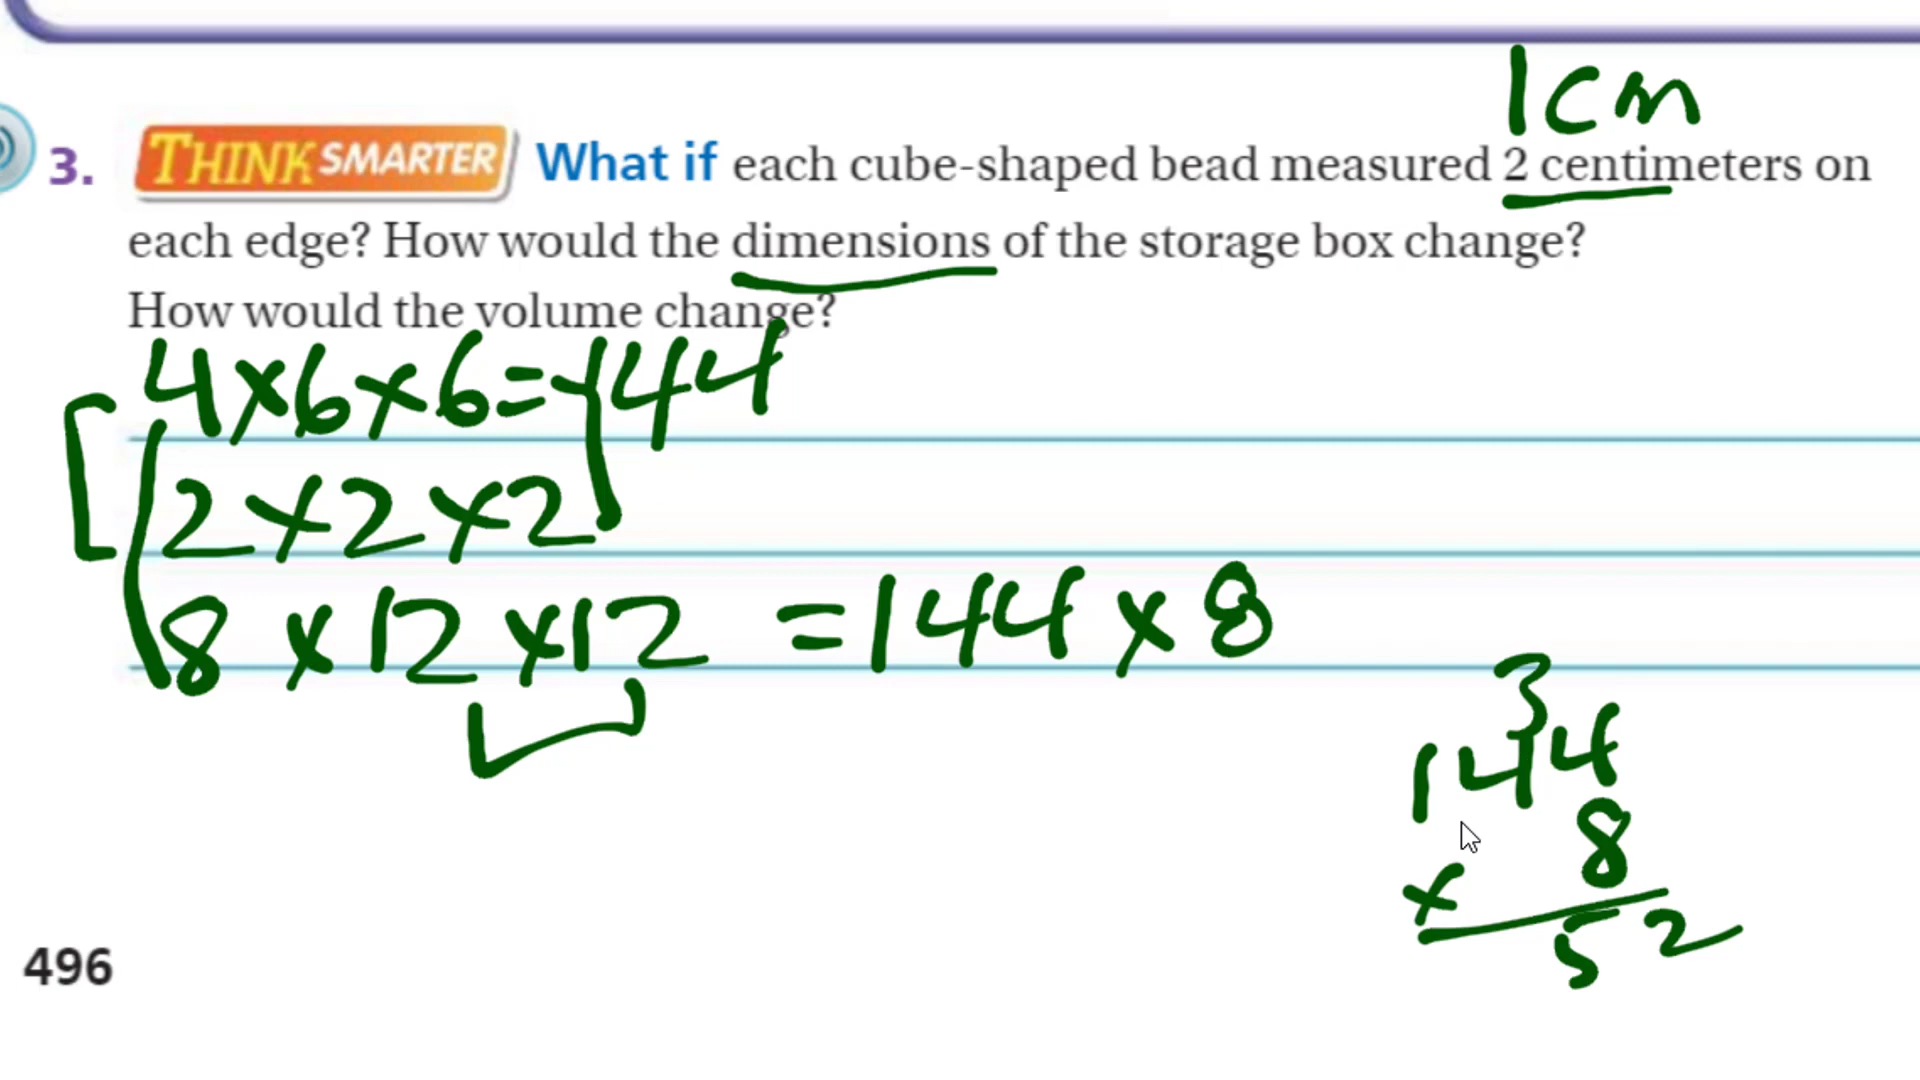 1cm
3. THINK SMARTER What if each cube-shaped bead measured 2 centimeters on
each edge? How would the dimensions of the storage box change?
How would the volume change?
4×6×6=144
2×2×2
8×12×12=144×8
3
144
×8
52
496